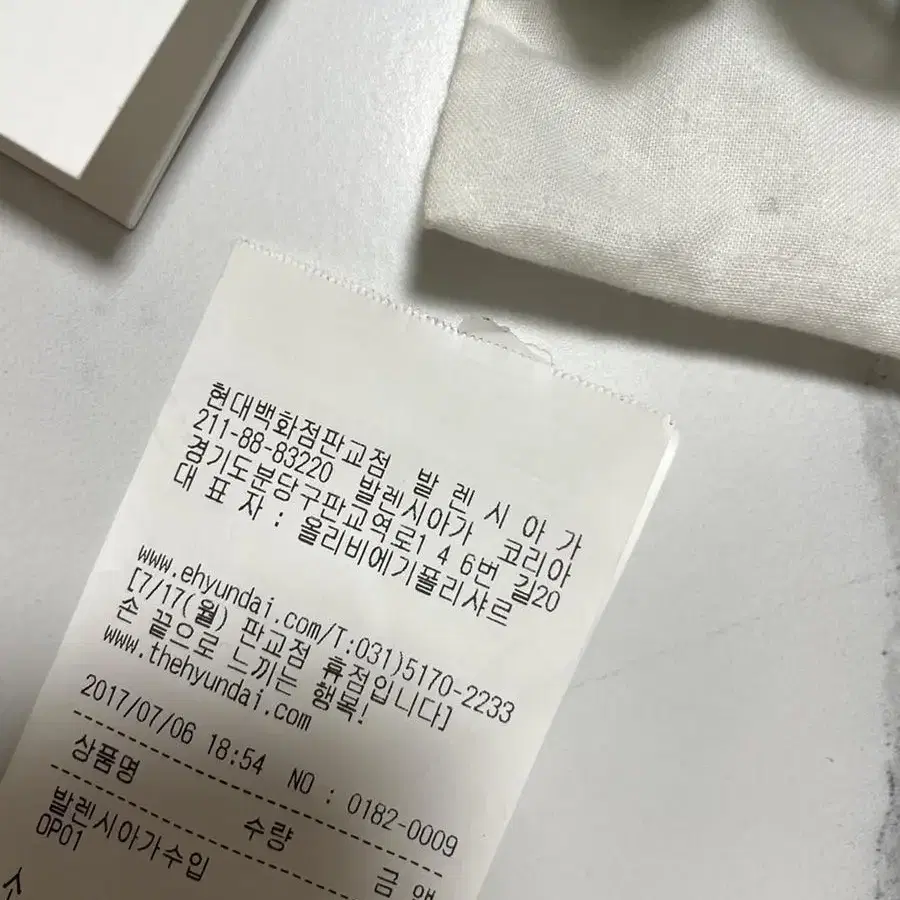 현대백화점판교점 발 렌 시 아 가
211-88-83220 발렌시아가 코리아
경기도분당구판교역로1 4 6번 길20
대 표 자 : 올리비에기풀리샤르
www.ehyundai.com/T:031)5170-2233
[7/17(월) 판교점 휴점입니다]
손 끝으로 느끼는 행복!
www.thehyundai.com
2017/07/06 18:54 NO : 0182-0009
상품명 수량 금 액
발렌시아가수입
OP01